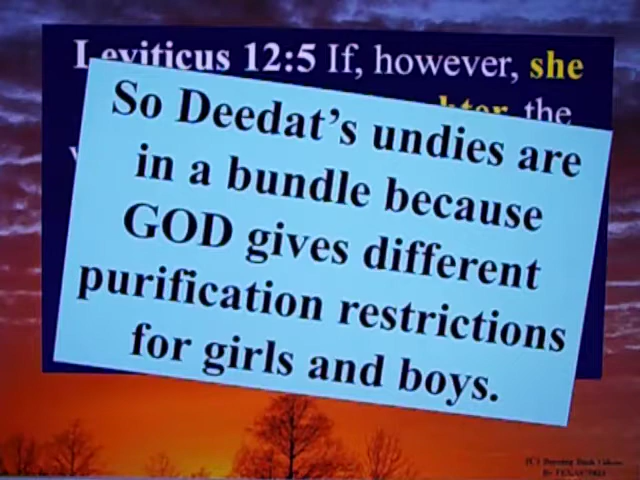 Leviticus 12:5 If, however, she
the
So Deedat's undies are
in a bundle because
GOD gives different
purification restrictions
for girls and boys.